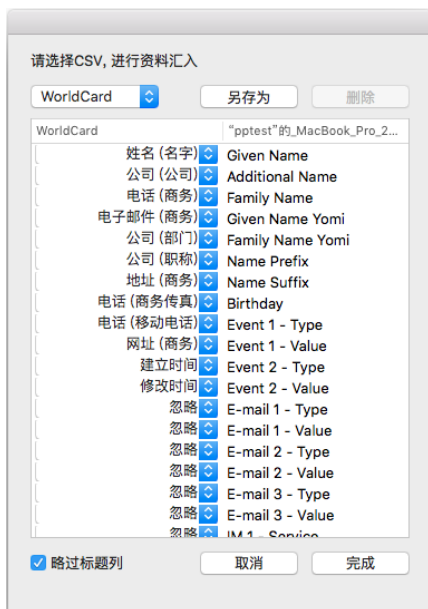 请选择CSV, 进行资料汇入
WorldCard 另存为 删除
WorldCard "pptest"的_MacBook_Pro_2...
姓名 (名字) Given Name
公司 (公司) Additional Name
电话 (商务) Family Name
电子邮件 (商务) Given Name Yomi
公司 (部门) Family Name Yomi
公司 (职称) Name Prefix
地址 (商务) Name Suffix
电话 (商务传真) Birthday
电话 (移动电话) Event 1 - Type
网址 (商务) Event 1 - Value
建立时间 Event 2 - Type
修改时间 Event 2 - Value
忽略 E-mail 1 - Type
忽略 E-mail 1 - Value
忽略 E-mail 2 - Type
忽略 E-mail 2 - Value
忽略 E-mail 3 - Type
忽略 E-mail 3 - Value
忽略 IM 1 - Service
略过标题列 取消 完成